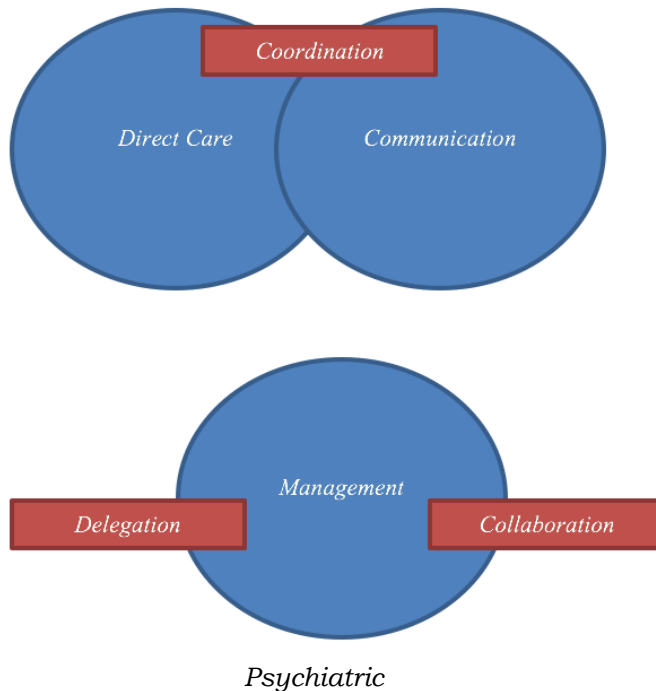 Coordination
Direct Care
Communication
Management
Delegation
Collaboration
Psychiatric